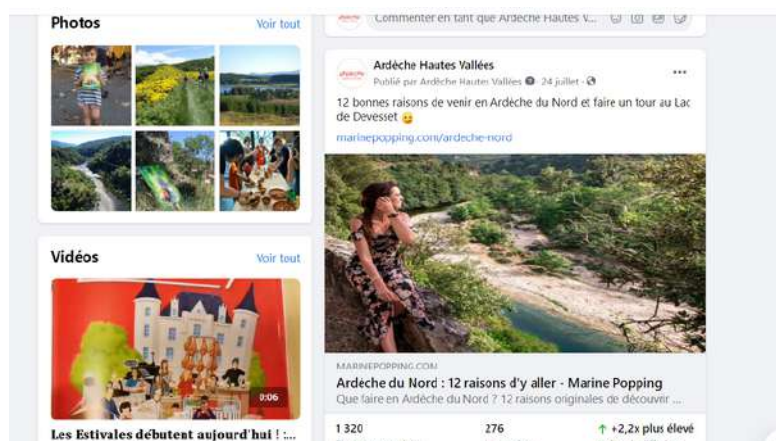 Photos
Voir tout
Commenter en tant que Ardèche Hautes V...
Ardèche Hautes Vallées
Publié par Ardèche Hautes Vallées · 24 juillet ·
12 bonnes raisons de venir en Ardèche du Nord et faire un tour au Lac
de Devesset
marinepopping.com/ardeche-nord
Vidéos
Voir tout
0:06
Les Estivales débutent aujourd'hui ! :...
MARINEPOPPING.COM
Ardèche du Nord : 12 raisons d'y aller - Marine Popping
Que faire en Ardèche du Nord ? 12 raisons originales de découvrir ...
1 320
276
+2,2x plus élevé